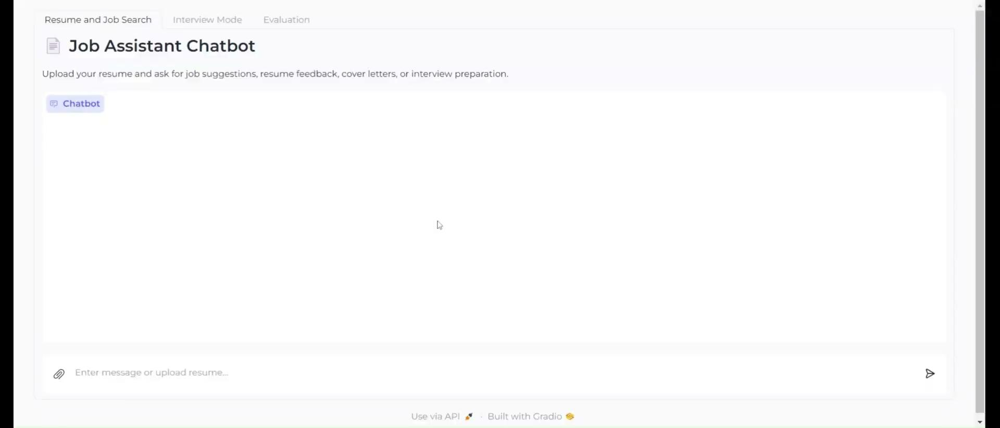 Resume and Job Search
Interview Mode
Evaluation
Job Assistant Chatbot
Upload your resume and ask for job suggestions, resume feedback, cover letters, or interview preparation.
Chatbot
Enter message or upload resume...
Use via API · Built with Gradio